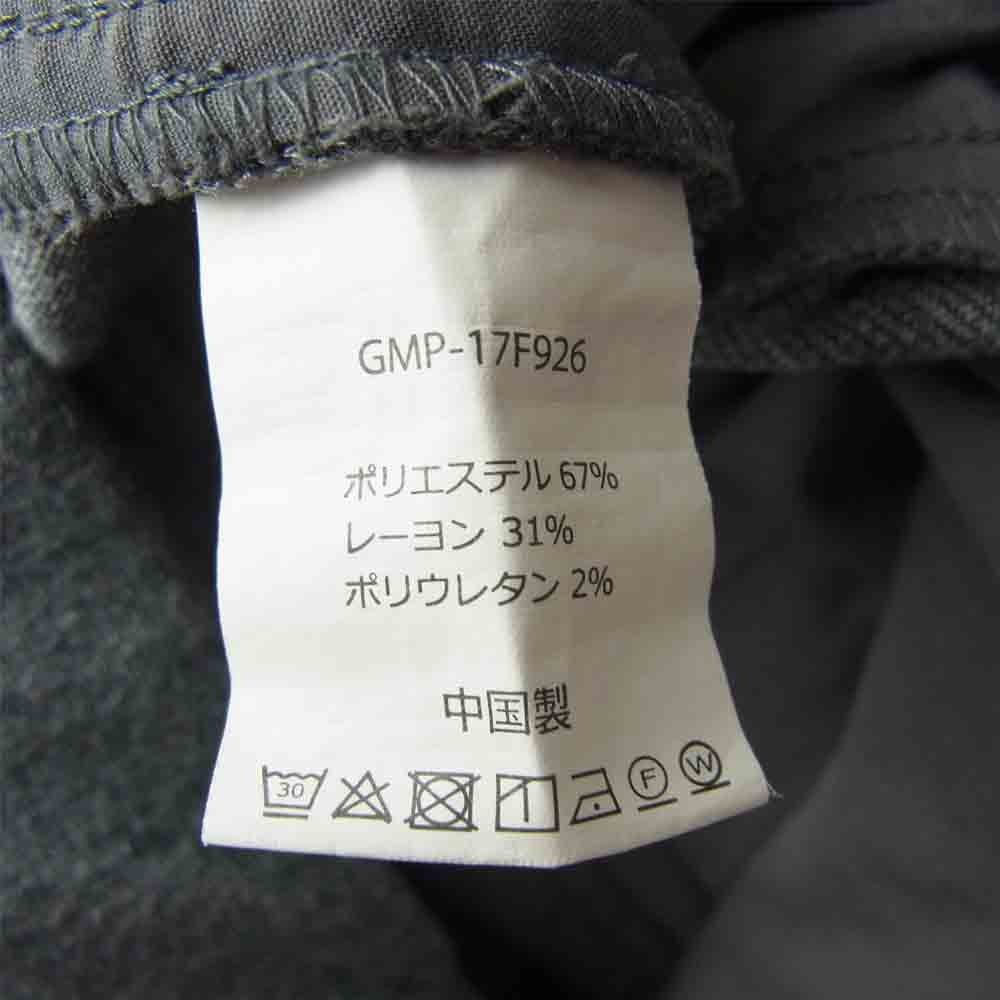 GMP-17F926
ポリエステル 67%
レーヨン 31%
ポリウレタン 2%
中国製
30 F W